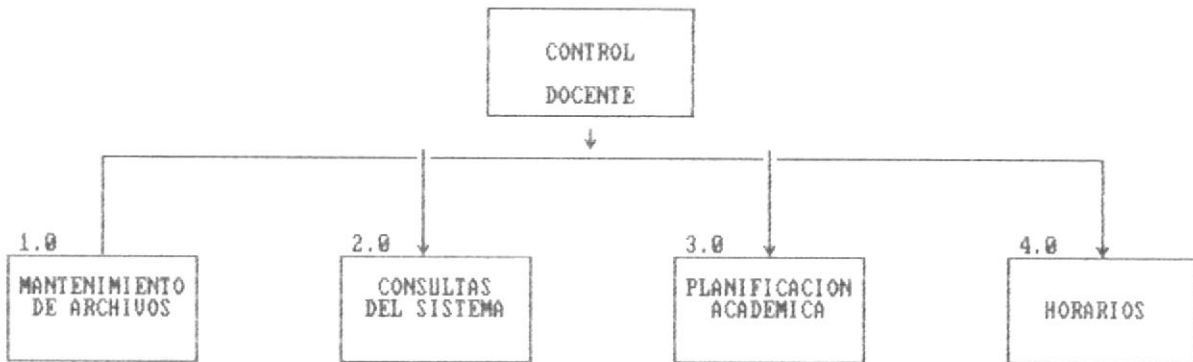 CONTROL
DOCENTE
1.0
2.0
3.0
4.0
MANTENIMIENTO
DE ARCHIVOS
CONSULTAS
DEL SISTEMA
PLANIFICACION
ACADEMICA
HORARIOS